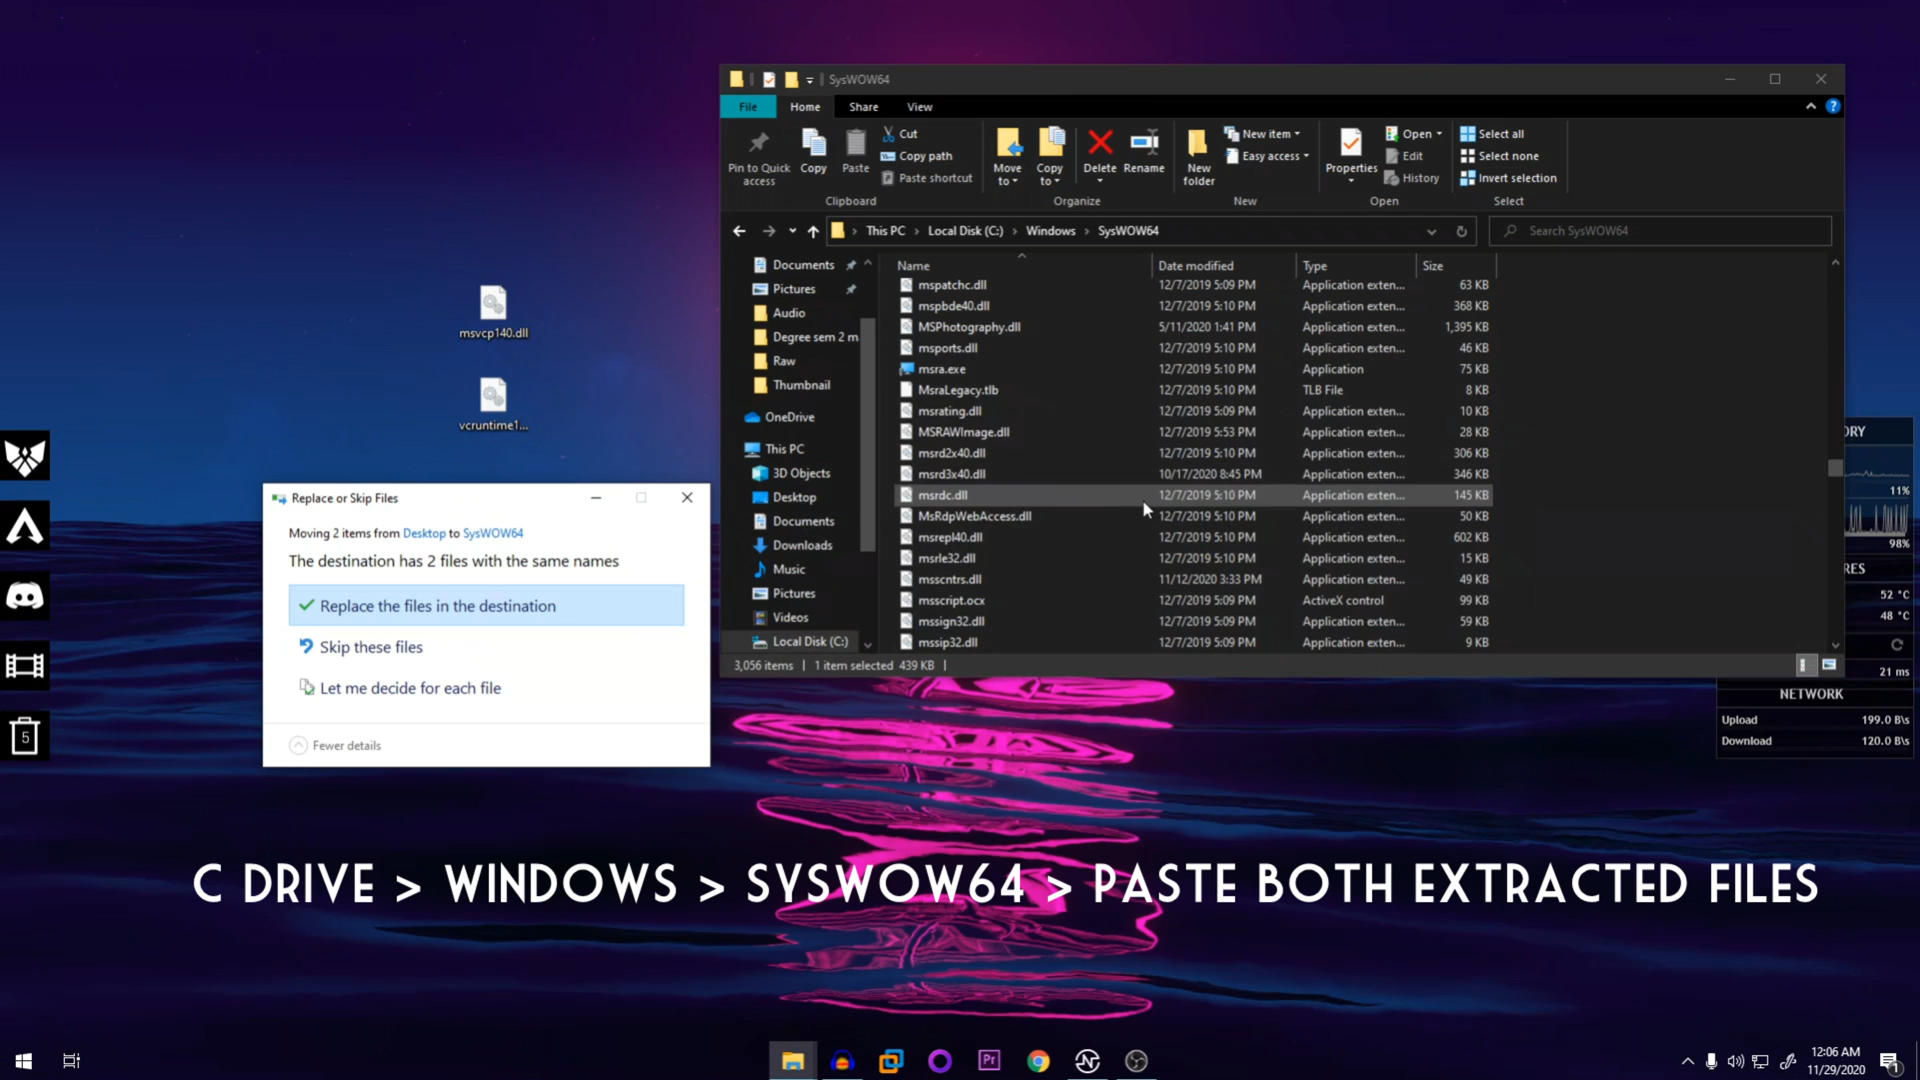 SysWOW64
File Home Share View
Pin to Quick access
Copy
Paste
Cut
Copy path
Paste shortcut
Clipboard
Move to
Copy to
Delete
Rename
Organize
New folder
New item
Easy access
New
Properties
Open
Edit
History
Open
Select all
Select none
Invert selection
Select
This PC > Local Disk (C:) > Windows > SysWOW64
Search SysWOW64
Documents
Pictures
Audio
Degree sem 2 m
Raw
Thumbnail
OneDrive
This PC
3D Objects
Desktop
Documents
Downloads
Music
Pictures
Videos
Local Disk (C:)
Name Date modified Type Size
mspatchc.dll 12/7/2019 5:09 PM Application exten... 63 KB
mspbde40.dll 12/7/2019 5:10 PM Application exten... 368 KB
MSPhotography.dll 5/11/2020 1:41 PM Application exten... 1,395 KB
msports.dll 12/7/2019 5:10 PM Application exten... 46 KB
msra.exe 12/7/2019 5:10 PM Application 75 KB
MsraLegacy.tlb 12/7/2019 5:10 PM TLB File 8 KB
msrating.dll 12/7/2019 5:09 PM Application exten... 10 KB
MSRAWImage.dll 12/7/2019 5:53 PM Application exten... 28 KB
msrd2x40.dll 12/7/2019 5:10 PM Application exten... 306 KB
msrd3x40.dll 10/17/2020 8:45 PM Application exten... 346 KB
msrdc.dll 12/7/2019 5:10 PM Application exten... 145 KB
MsRdpWebAccess.dll 12/7/2019 5:10 PM Application exten... 50 KB
msrepl40.dll 12/7/2019 5:10 PM Application exten... 602 KB
msrle32.dll 12/7/2019 5:10 PM Application exten... 15 KB
msscntrs.dll 11/12/2020 3:33 PM Application exten... 49 KB
msscript.ocx 12/7/2019 5:09 PM ActiveX control 99 KB
mssign32.dll 12/7/2019 5:09 PM Application exten... 59 KB
mssip32.dll 12/7/2019 5:09 PM Application exten... 9 KB
3,056 items 1 item selected 439 KB
msvcp140.dll
vcruntime1...
Replace or Skip Files
Moving 2 items from Desktop to SysWOW64
The destination has 2 files with the same names
Replace the files in the destination
Skip these files
Let me decide for each file
Fewer details
5
ORY
11%
98%
RES
52 °C
48 °C
21 ms
NETWORK
Upload 199.0 B\s
Download 120.0 B\s
C DRIVE > WINDOWS > SYSWOW64 > PASTE BOTH EXTRACTED FILES
Pr
12:06 AM
11/29/2020
1